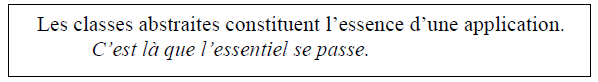 Les classes abstraites constituent l’essence d’une application.
C’est là que l’essentiel se passe.